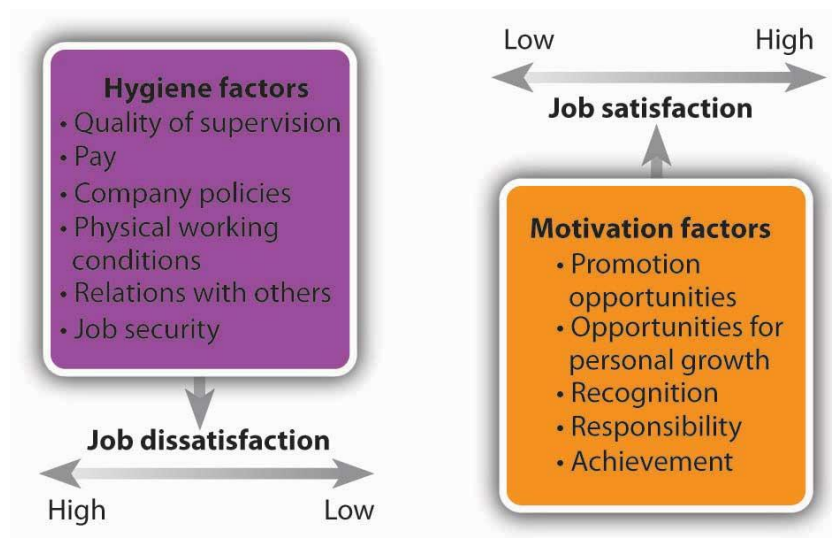 Hygiene factors
• Quality of supervision
• Pay
• Company policies
• Physical working
conditions
• Relations with others
• Job security
Job dissatisfaction
High Low
Low High
Job satisfaction
Motivation factors
• Promotion
opportunities
• Opportunities for
personal growth
• Recognition
• Responsibility
• Achievement